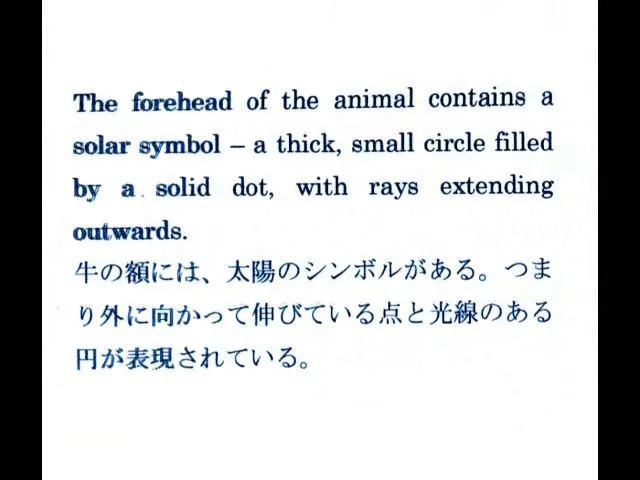 The forehead of the animal contains a
solar symbol – a thick, small circle filled
by a solid dot, with rays extending
outwards.
牛の額には、太陽のシンボルがある。つま
り外に向かって伸びている点と光線のある
円が表現されている。